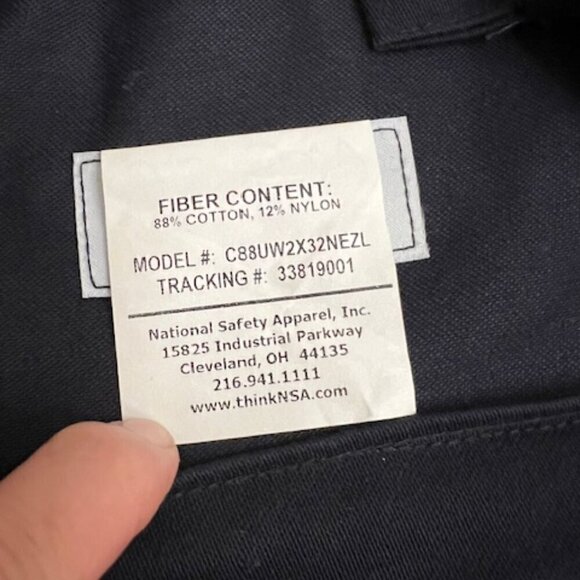 FIBER CONTENT:
88% COTTON, 12% NYLON
MODEL #: C88UW2X32NEZL
TRACKING #: 33819001
National Safety Apparel, Inc.
15825 Industrial Parkway
Cleveland, OH 44135
216.941.1111
www.thinkNSA.com